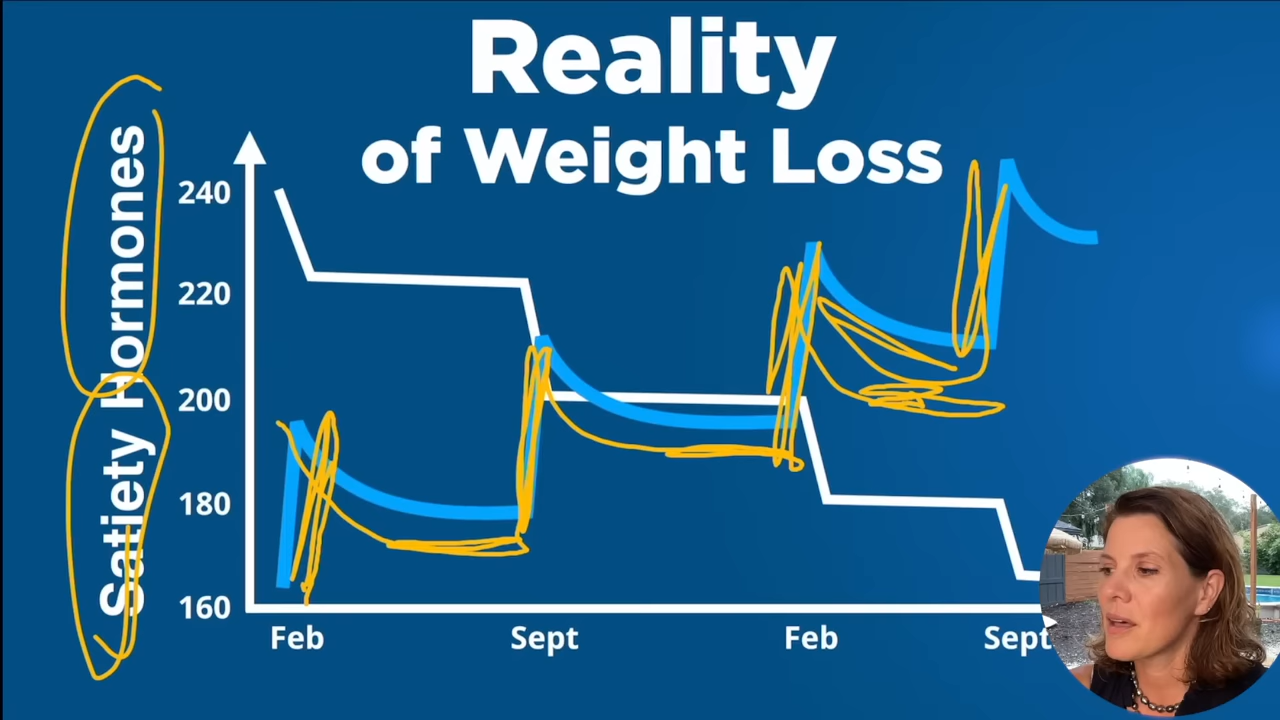 Reality
of Weight Loss
Satiety Hormones
240
220
200
180
160
Feb
Sept
Feb
Sept